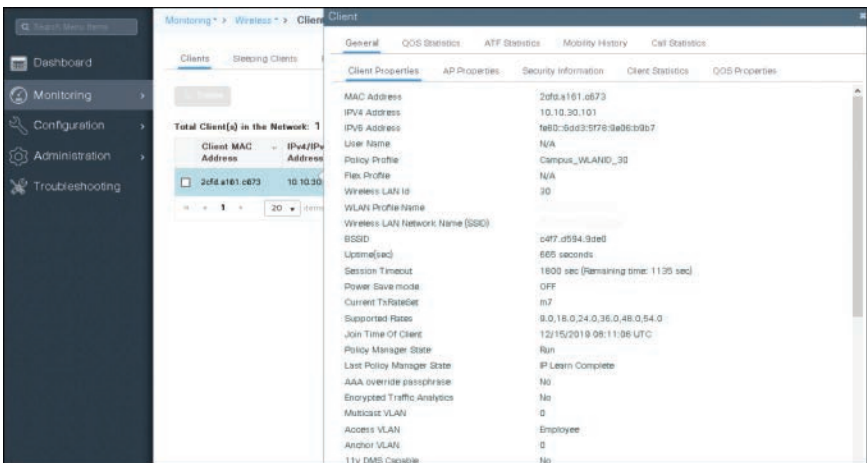 Search Menu Items
Dashboard
Monitoring
Configuration
Administration
Troubleshooting
Monitoring > Wireless > Clien
Clients Sleeping Clients
Total Client(s) in the Network: 1
Client MAC Address IPv4/IPv Address
2cfd.a161.c673 10.10.30
1 20 items
Client
General QOS Statistics ATF Statistics Mobility History Call Statistics
Client Properties AP Properties Security Information Client Statistics QOS Properties
MAC Address 2cfd.a161.c673
IPV4 Address 10.10.30.101
IPV6 Address fe80::6dd3:5f76:9e06:b9b7
User Name N/A
Policy Profile Campus_WLANID_30
Flex Profile N/A
Wireless LAN Id 30
WLAN Profile Name
Wireless LAN Network Name (SSID)
BSSID c4f7.d594.9de0
Uptime(sec) 665 seconds
Session Timeout 1800 sec (Remaining time: 1135 sec)
Power Save mode OFF
Current TxRateSet m7
Supported Rates 9.0,18.0,24.0,36.0,48.0,54.0
Join Time Of Client 12/15/2019 08:11:06 UTC
Policy Manager State Run
Last Policy Manager State IP Learn Complete
AAA override passphrase No
Encrypted Traffic Analytics No
Multicast VLAN 0
Access VLAN Employee
Anchor VLAN 0
11v DMS Capable No